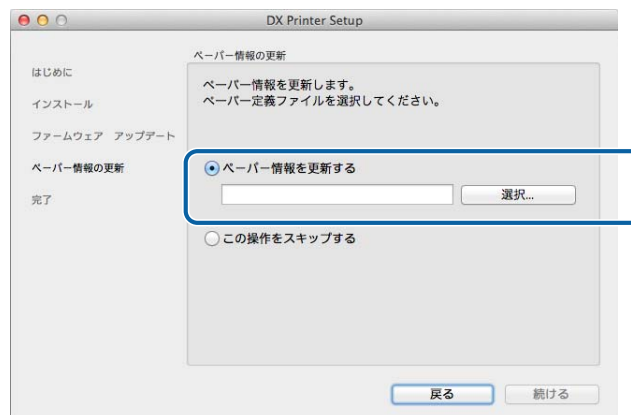 DX Printer Setup
はじめに
インストール
ファームウェア アップデート
ペーパー情報の更新
完了
ペーパー情報の更新
ペーパー情報を更新します。
ペーパー定義ファイルを選択してください。
ペーパー情報を更新する
選択...
この操作をスキップする
戻る
続ける